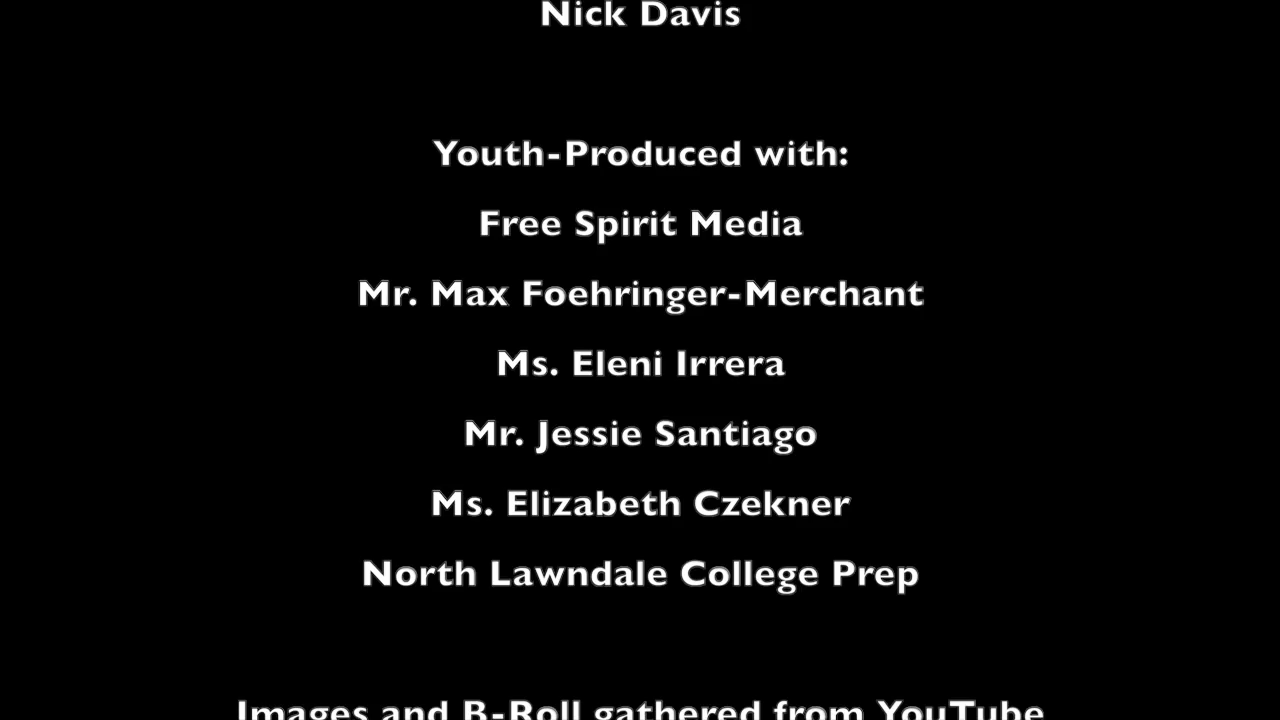 Nick Davis
Youth-Produced with:
Free Spirit Media
Mr. Max Foehringer-Merchant
Ms. Eleni Irrera
Mr. Jessie Santiago
Ms. Elizabeth Czekner
North Lawndale College Prep
Images and B-Roll gathered from YouTube